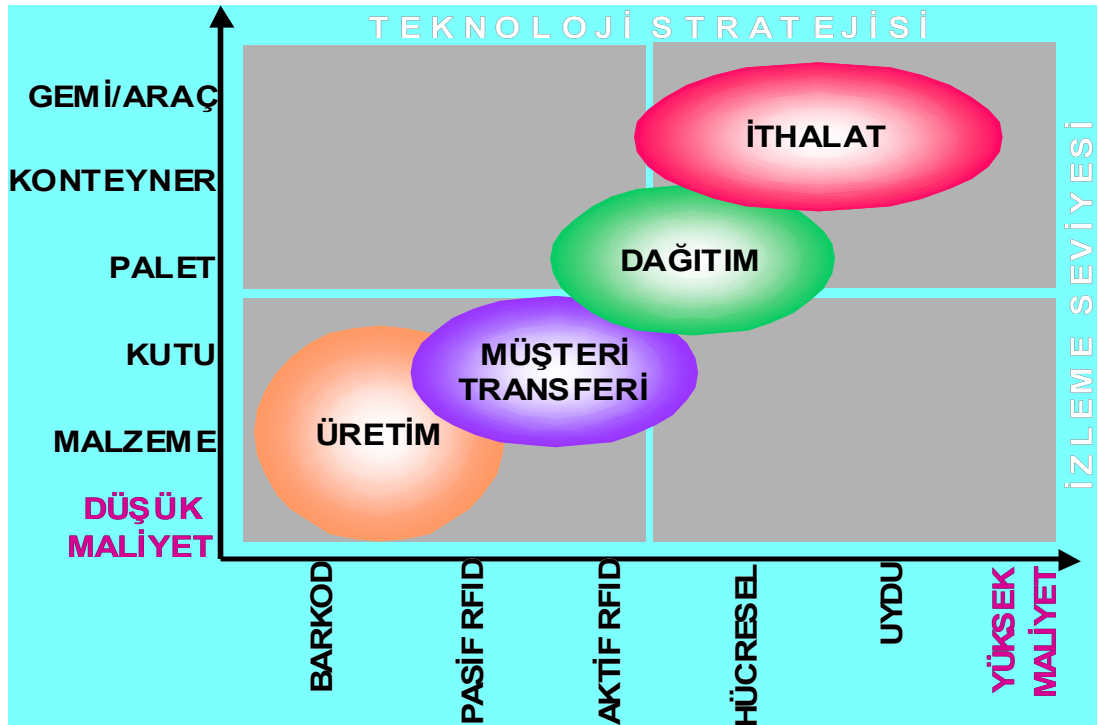 TEKNOLOJİ STRATEJİSİ
GEMİ/ARAÇ
KONTEYNER
PALET
KUTU
MALZEME
DÜŞÜK
MALİYET
İTHALAT
DAĞITIM
MÜŞTERİ
TRANSFERİ
ÜRETİM
İZLEME SEVİYESİ
BARKOD
PASİF RFID
AKTİF RFID
HÜCRESEL
UYDU
YÜKSEK
MALİYET